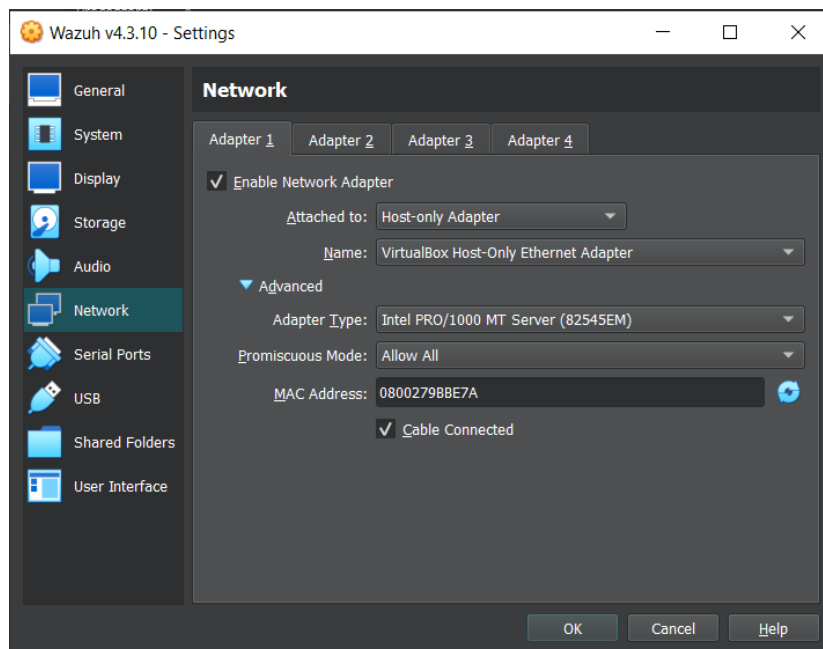 Wazuh v4.3.10 - Settings
General
System
Display
Storage
Audio
Network
Serial Ports
USB
Shared Folders
User Interface
Network
Adapter 1 Adapter 2 Adapter 3 Adapter 4
Enable Network Adapter
Attached to: Host-only Adapter
Name: VirtualBox Host-Only Ethernet Adapter
Advanced
Adapter Type: Intel PRO/1000 MT Server (82545EM)
Promiscuous Mode: Allow All
MAC Address: 0800279BBE7A
Cable Connected
OK Cancel Help